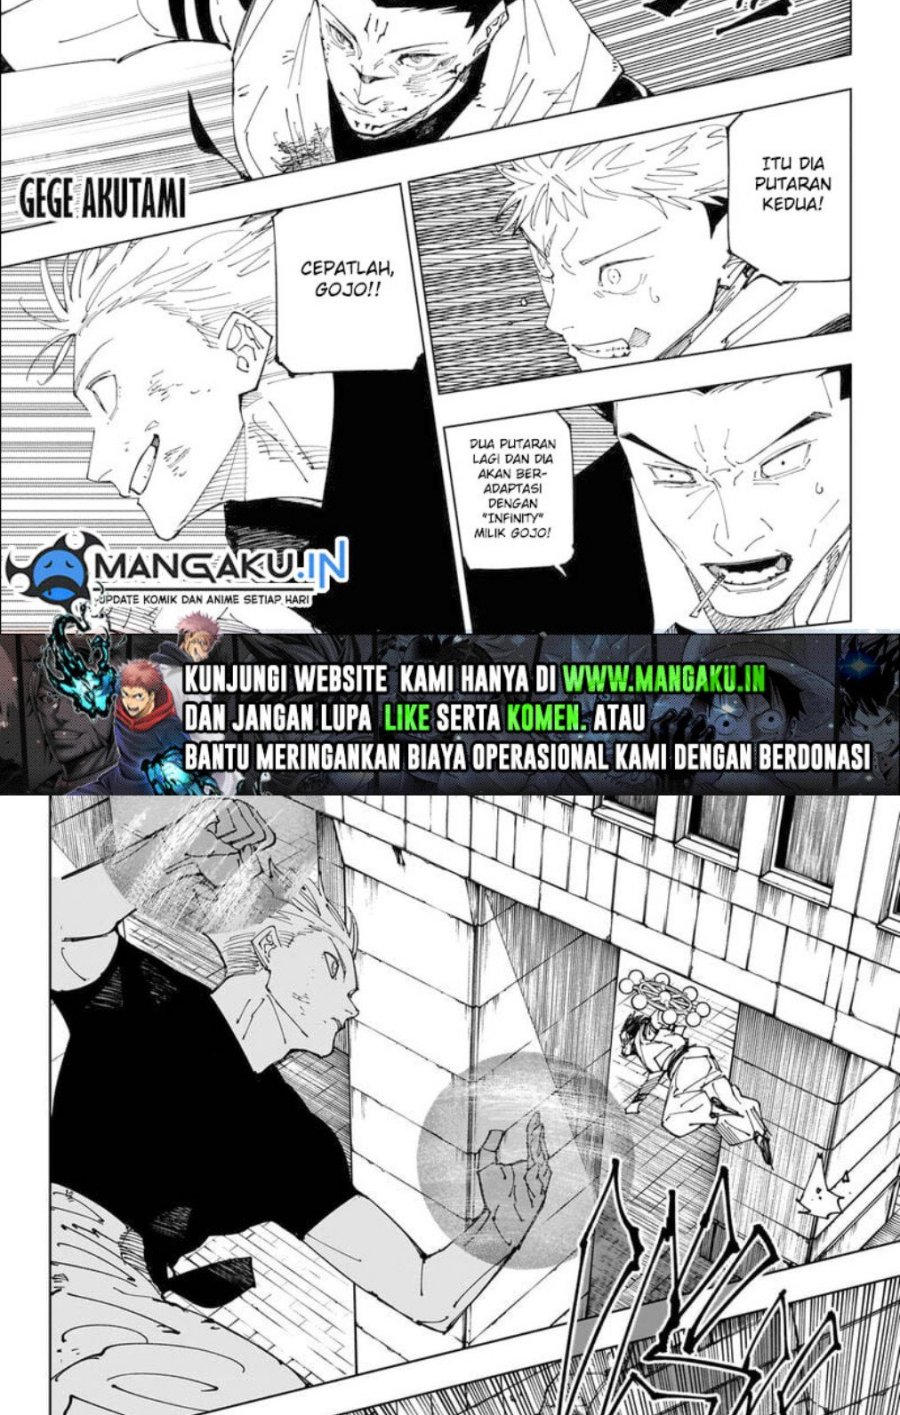 GEGE AKUTAMI
ITU DIA
PUTARAN
KEDUA!
CEPATLAH,
GOJO!!
DUA PUTARAN
LAGI DAN DIA
AKAN BER-
ADAPTASI
DENGAN
"INFINITY"
MILIK GOJO!
MANGAKU.IN
UPDATE KOMIK DAN ANIME SETIAP HARI
KUNJUNGI WEBSITE KAMI HANYA DI WWW.MANGAKU.IN
DAN JANGAN LUPA LIKE SERTA KOMEN. ATAU
BANTU MERINGANKAN BIAYA OPERASIONAL KAMI DENGAN BERDONASI